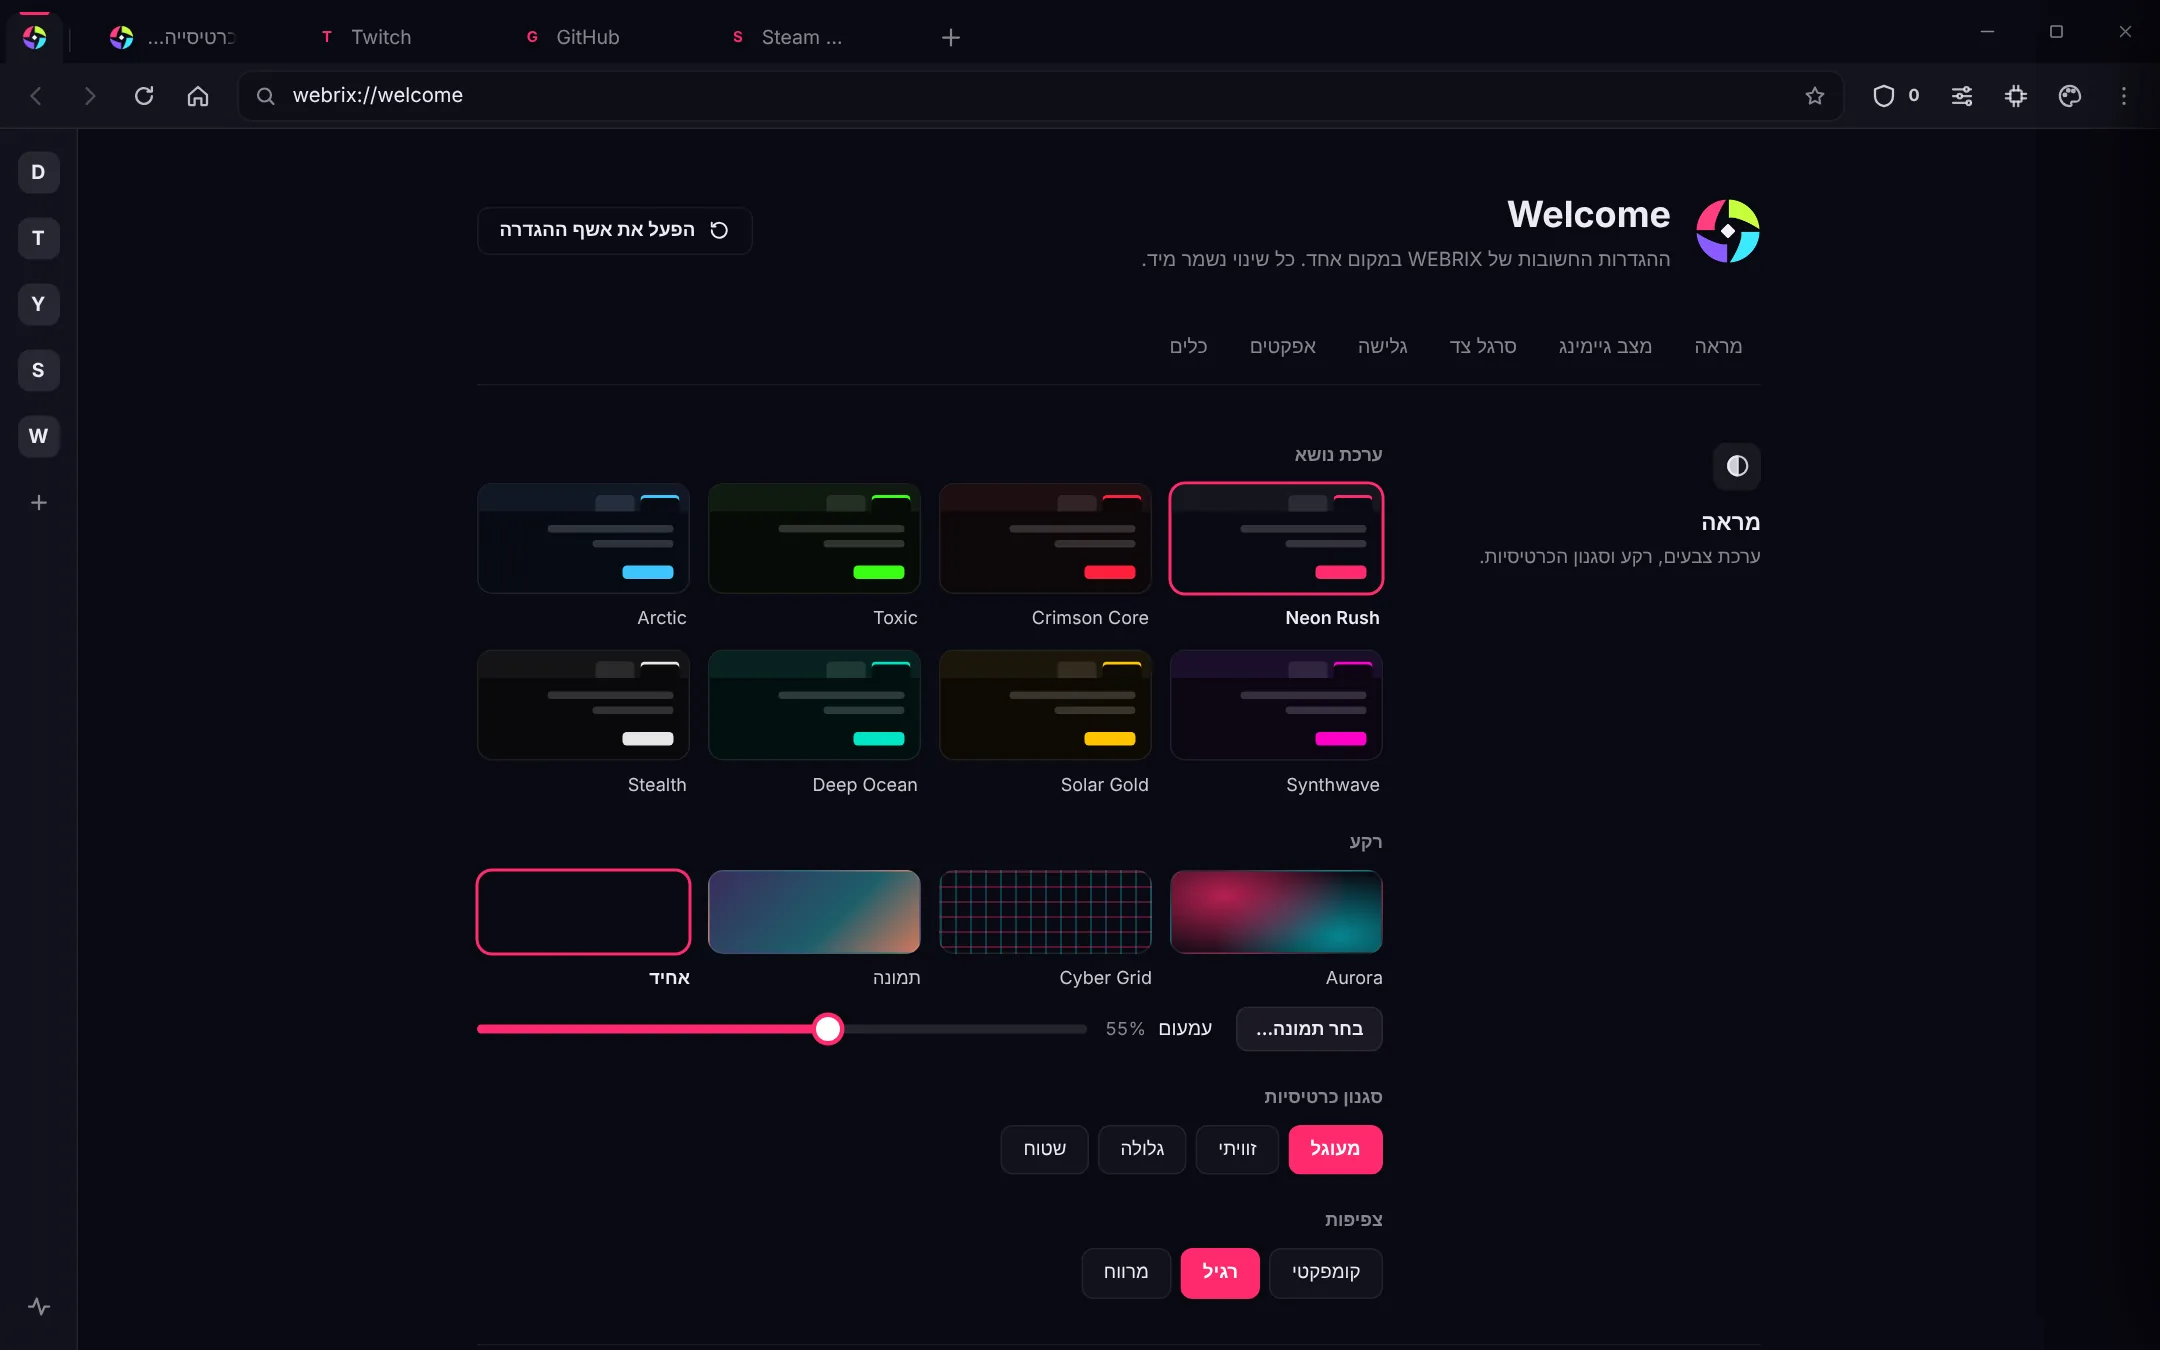 כרטיסייה...
T Twitch
G GitHub
S Steam ...
webrix://welcome
0
D
T
Y
S
W
Welcome
ההגדרות החשובות של WEBRIX במקום אחד. כל שינוי נשמר מיד.
הפעל את אשף ההגדרה
מראה
מצב גיימינג
סרגל צד
גלישה
אפקטים
כלים
מראה
ערכת צבעים, רקע וסגנון הכרטיסיות.
ערכת נושא
Neon Rush
Crimson Core
Toxic
Arctic
Synthwave
Solar Gold
Deep Ocean
Stealth
רקע
Aurora
Cyber Grid
תמונה
אחיד
בחר תמונה...
עמעום 55%
סגנון כרטיסיות
מעוגל
זוויתי
גלולה
שטוח
צפיפות
קומפקטי
רגיל
מרווח